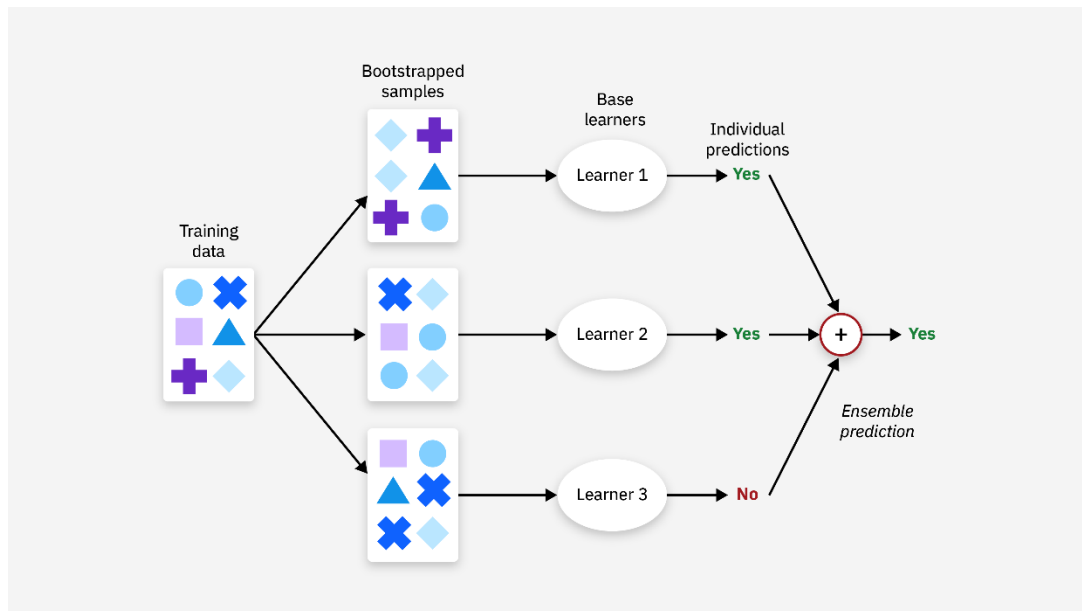 Bootstrapped
samples
Base
learners
Individual
predictions
Learner 1
Yes
Training
data
Learner 2
Yes
+
Yes
Ensemble
prediction
Learner 3
No